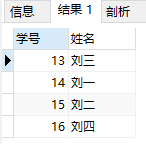 信息 结果 1 剖析
学号 姓名
13 刘三
14 刘一
15 刘二
16 刘四